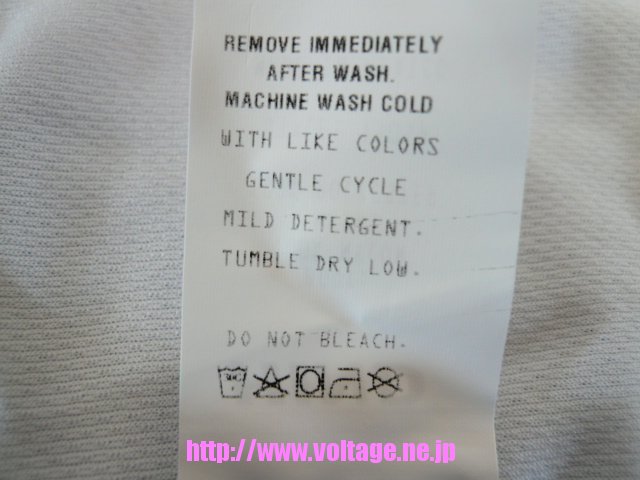 REMOVE IMMEDIATELY
AFTER WASH.
MACHINE WASH COLD
WITH LIKE COLORS
GENTLE CYCLE
MILD DETERGENT.
TUMBLE DRY LOW.
DO NOT BLEACH.
http://www.voltage.ne.jp